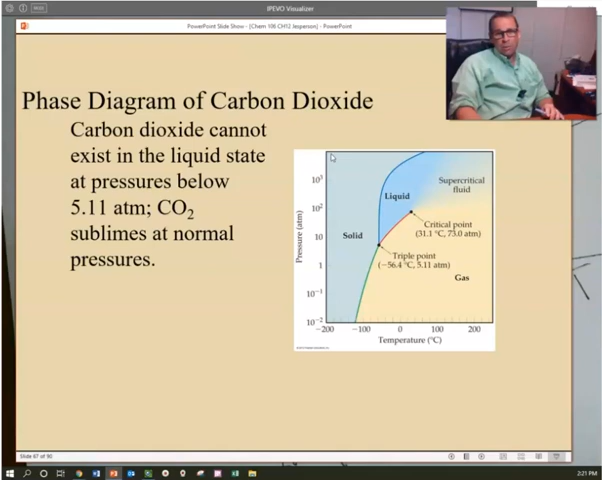 IPEVO Visualizer
PowerPoint Slide Show - [Chem 106 CH12 Jesperson] - PowerPoint
Phase Diagram of Carbon Dioxide
Carbon dioxide cannot
exist in the liquid state
at pressures below
5.11 atm; CO₂
sublimes at normal
pressures.
Pressure (atm)
10³
10²
10
1
10⁻¹
10⁻²
Solid
Liquid
Supercritical
fluid
Critical point
(31.1 °C, 73.0 atm)
Triple point
(−56.4 °C, 5.11 atm)
Gas
−200 −100 0 100 200
Temperature (°C)
Slide 67 of 90
2:21 PM